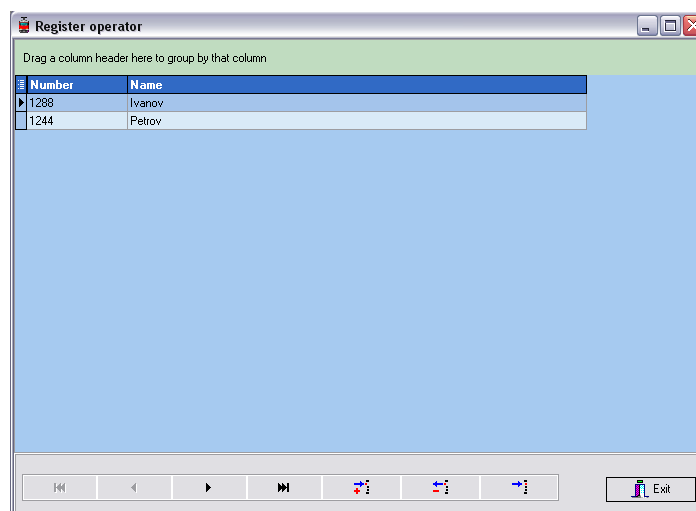 Register operator
Drag a column header here to group by that column
Number Name
1288 Ivanov
1244 Petrov
Exit